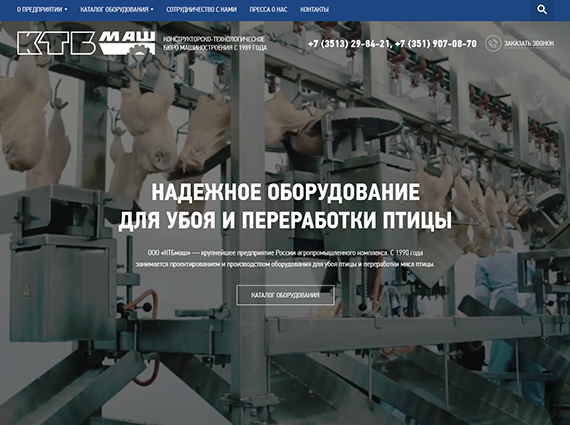 О ПРЕДПРИЯТИИ КАТАЛОГ ОБОРУДОВАНИЯ СОТРУДНИЧЕСТВО С НАМИ ПРЕССА О НАС КОНТАКТЫ
КТБ МАШ
КОНСТРУКТОРСКО-ТЕХНОЛОГИЧЕСКОЕ
БЮРО МАШИНОСТРОЕНИЯ С 1989 ГОДА
+7 (3513) 29-84-21, +7 (351) 907-08-70
ЗАКАЗАТЬ ЗВОНОК
НАДЕЖНОЕ ОБОРУДОВАНИЕ
ДЛЯ УБОЯ И ПЕРЕРАБОТКИ ПТИЦЫ
ООО «КТБмаш» — крупнейшее предприятие России агропромышленного комплекса. С 1990 года
занимается проектированием и производством оборудования для убоя птицы и переработки мяса птицы.
КАТАЛОГ ОБОРУДОВАНИЯ